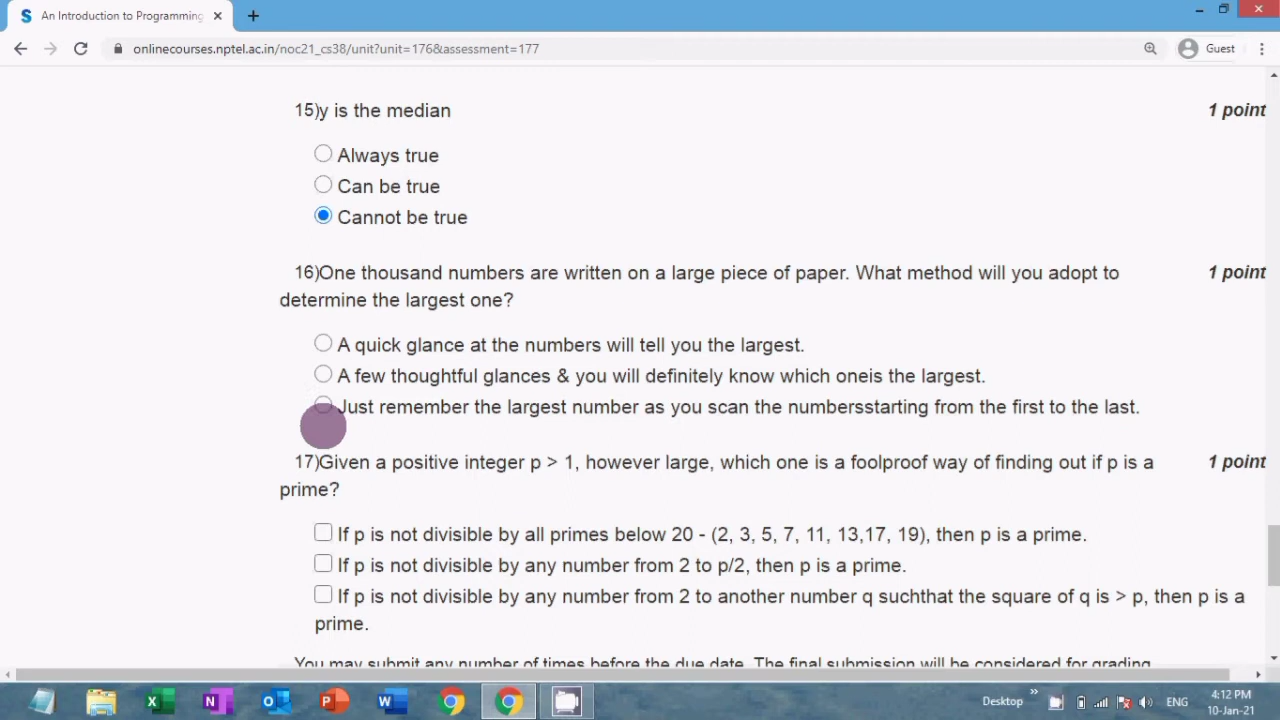 An Introduction to Programming
onlinecourses.nptel.ac.in/noc21_cs38/unit?unit=176&assessment=177
Guest
15)y is the median
1 point
Always true
Can be true
Cannot be true
16)One thousand numbers are written on a large piece of paper. What method will you adopt to
1 point
determine the largest one?
A quick glance at the numbers will tell you the largest.
A few thoughtful glances & you will definitely know which oneis the largest.
Just remember the largest number as you scan the numbersstarting from the first to the last.
17)Given a positive integer p > 1, however large, which one is a foolproof way of finding out if p is a
1 point
prime?
If p is not divisible by all primes below 20 - (2, 3, 5, 7, 11, 13,17, 19), then p is a prime.
If p is not divisible by any number from 2 to p/2, then p is a prime.
If p is not divisible by any number from 2 to another number q suchthat the square of q is > p, then p is a
prime.
You may submit any number of times before the due date. The final submission will be considered for grading.
Desktop
ENG
4:12 PM
10-Jan-21